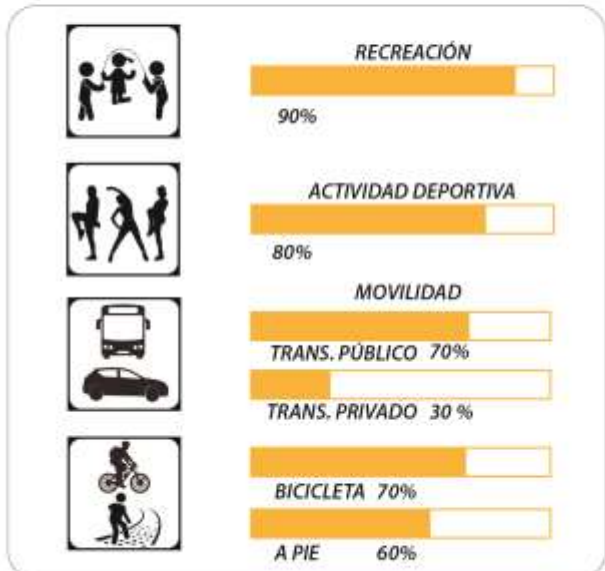 RECREACIÓN
90%
ACTIVIDAD DEPORTIVA
80%
MOVILIDAD
TRANS. PÚBLICO 70%
TRANS. PRIVADO 30 %
BICICLETA 70%
A PIE 60%